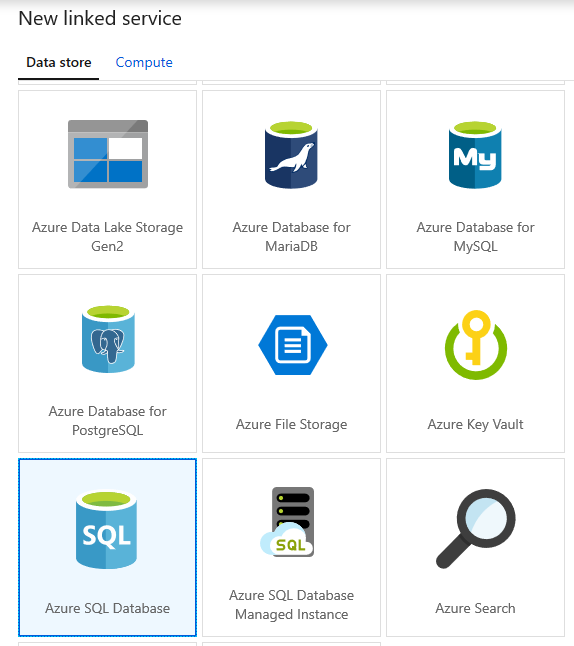 New linked service
Data store
Compute
Azure Data Lake Storage
Gen2
Azure Database for
MariaDB
My
Azure Database for
MySQL
Azure Database for
PostgreSQL
Azure File Storage
Azure Key Vault
SQL
Azure SQL Database
SQL
Azure SQL Database
Managed Instance
Azure Search